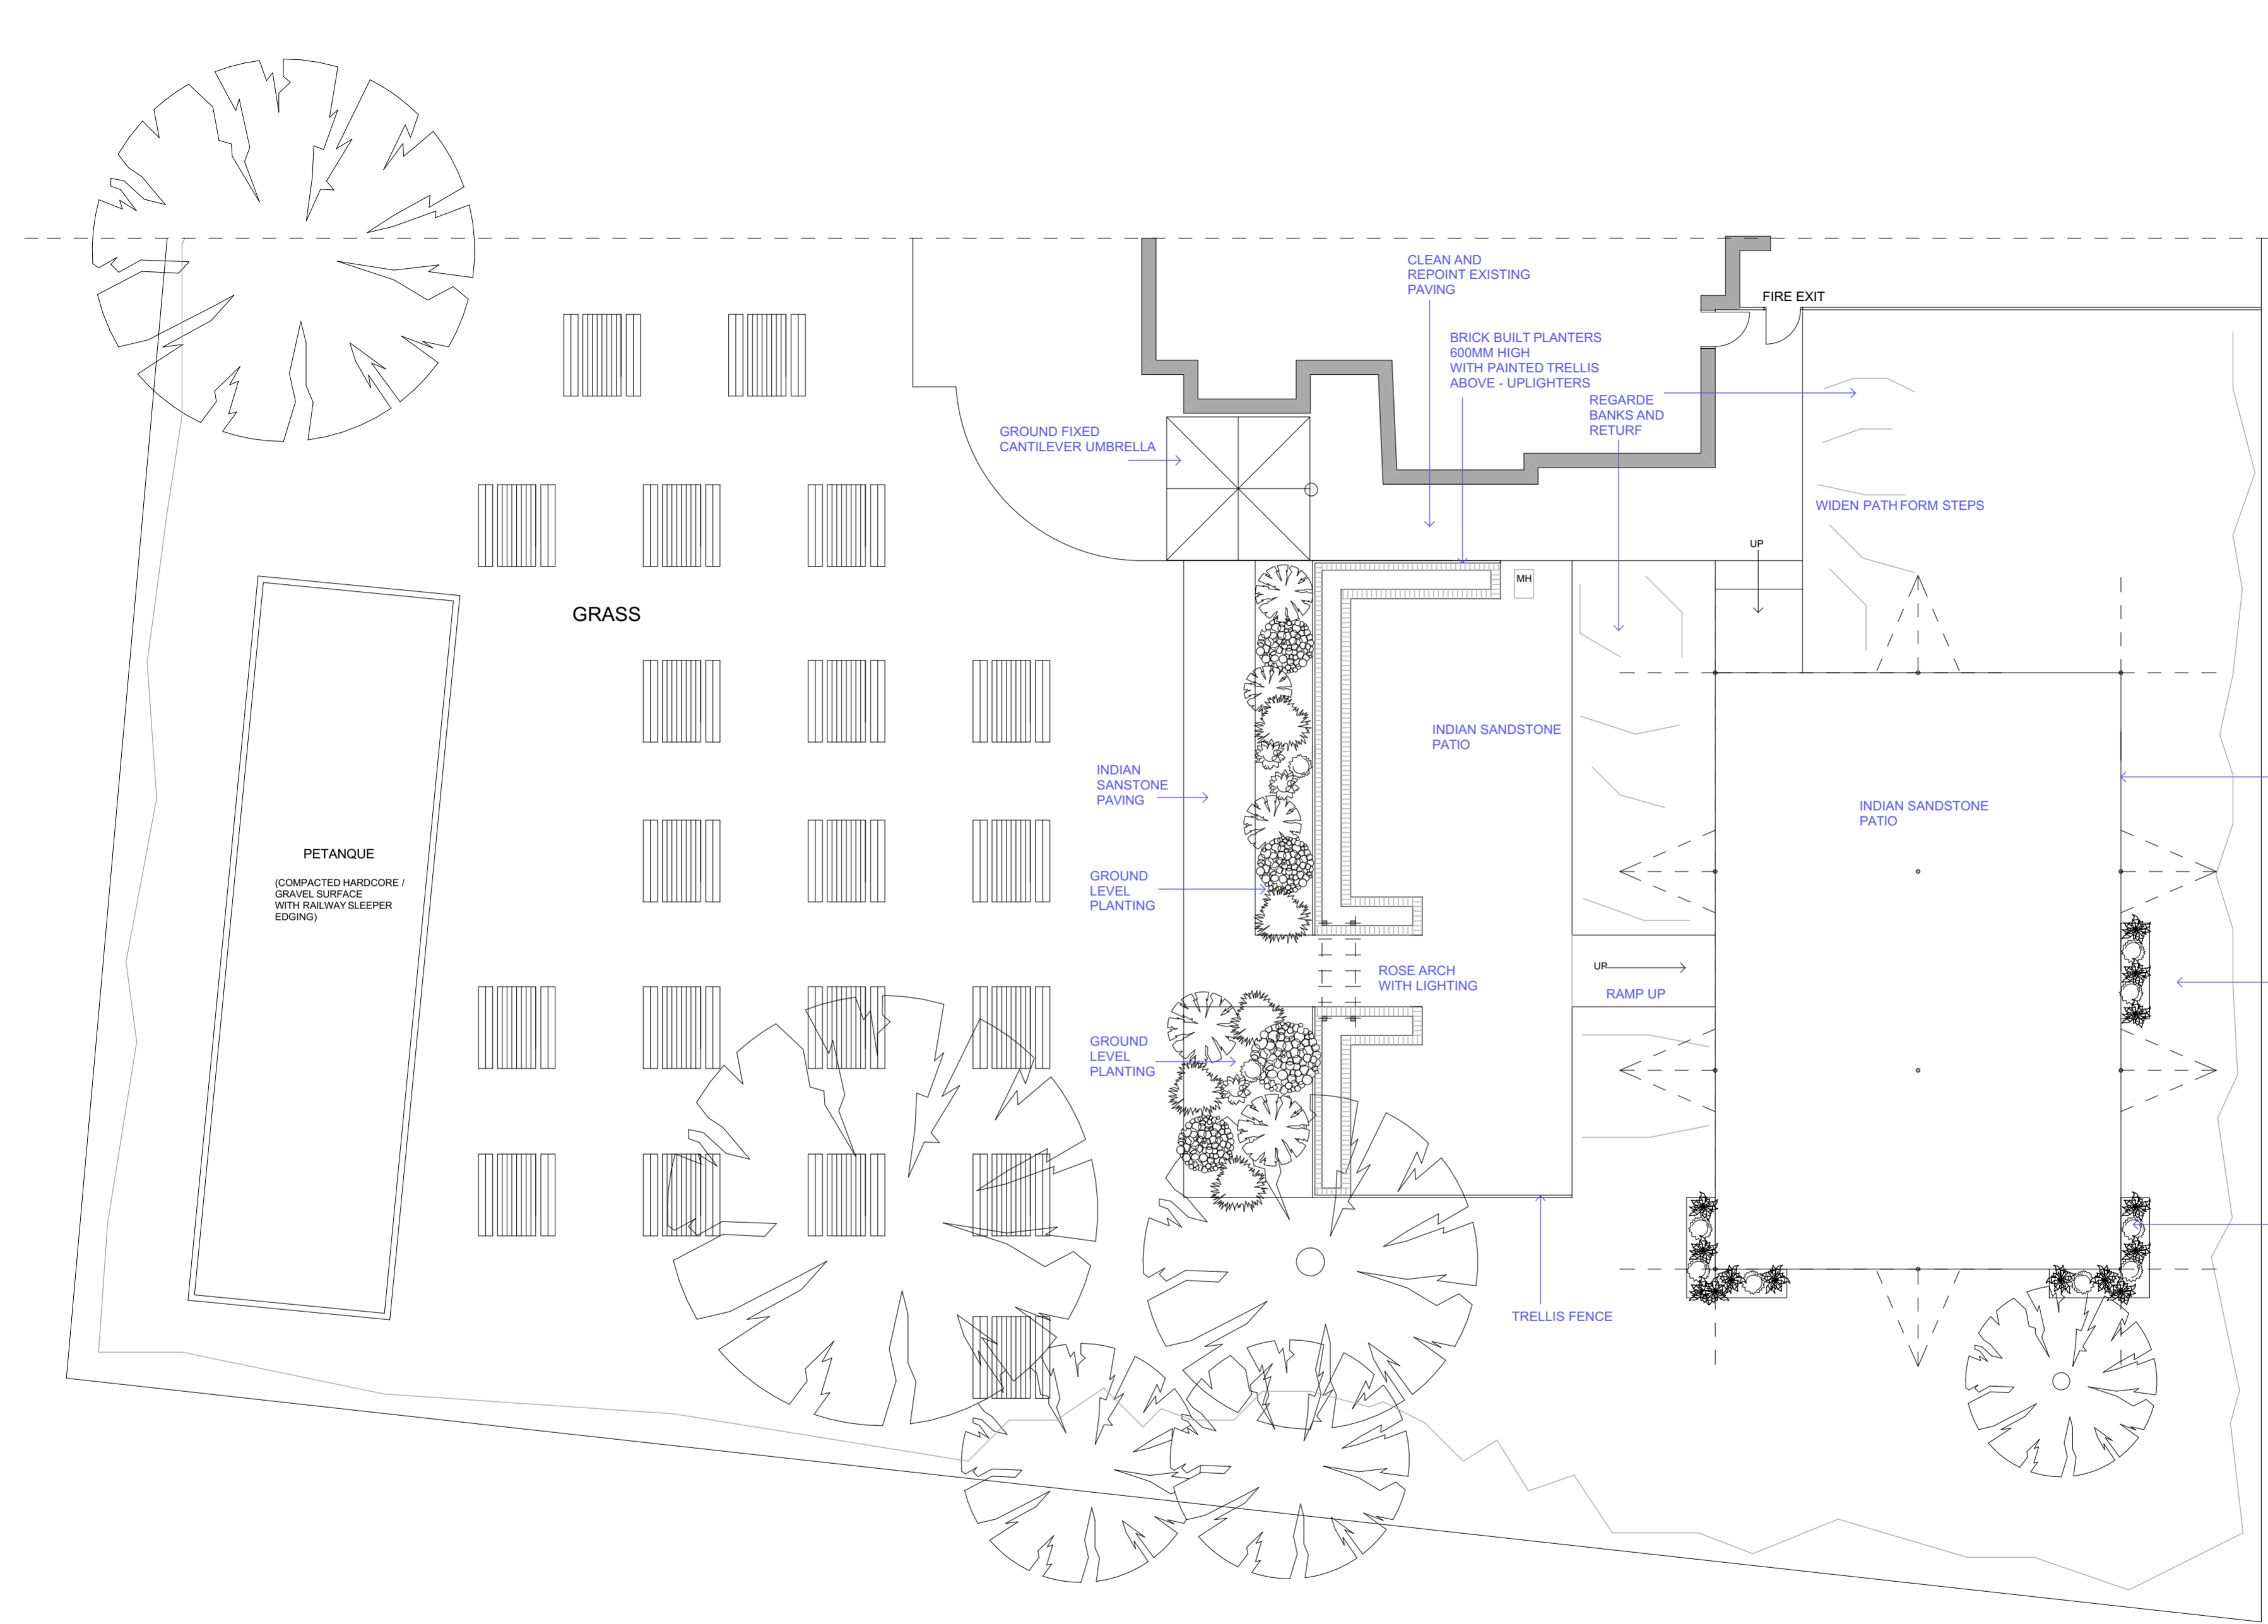 CLEAN AND
REPOINT EXISTING
PAVING
FIRE EXIT
BRICK BUILT PLANTERS
600MM HIGH
WITH PAINTED TRELLIS
ABOVE - UPLIGHTERS
REGARDE
BANKS AND
RETURF
GROUND FIXED
CANTILEVER UMBRELLA
WIDEN PATH FORM STEPS
UP
MH
GRASS
INDIAN SANDSTONE
PATIO
INDIAN
SANSTONE
PAVING
INDIAN SANDSTONE
PATIO
PETANQUE
(COMPACTED HARDCORE /
GRAVEL SURFACE
WITH RAILWAY SLEEPER
EDGING)
GROUND
LEVEL
PLANTING
ROSE ARCH
WITH LIGHTING
UP
RAMP UP
GROUND
LEVEL
PLANTING
TRELLIS FENCE